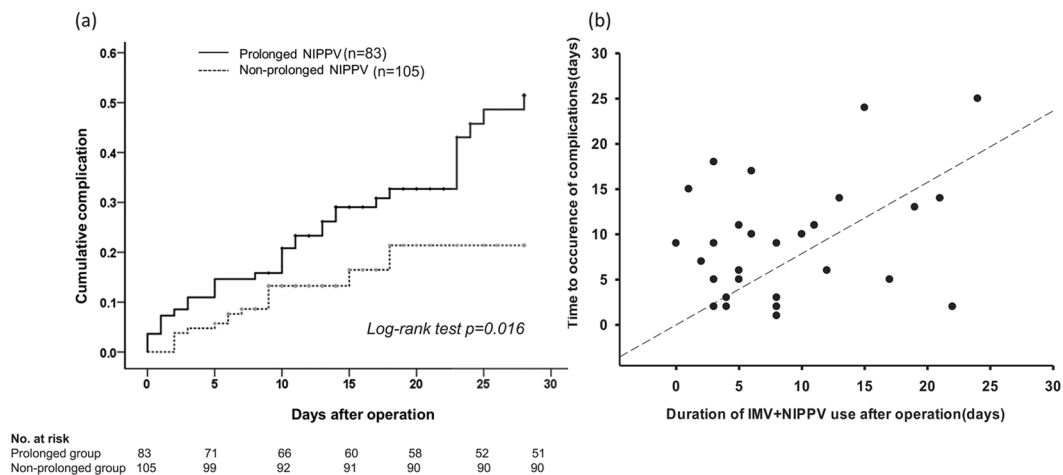 (a)
Cumulative complication
0.6
0.5
0.4
0.3
0.2
0.1
0.0
Prolonged NIPPV (n=83)
Non-prolonged NIPPV (n=105)
Log-rank test p=0.016
0 5 10 15 20 25 30
Days after operation
No. at risk
Prolonged group 83 71 66 60 58 52 51
Non-prolonged group 105 99 92 91 90 90 90
(b)
Time to occurence of complications(days)
30
25
20
15
10
5
0
0 5 10 15 20 25 30
Duration of IMV+NIPPV use after operation(days)